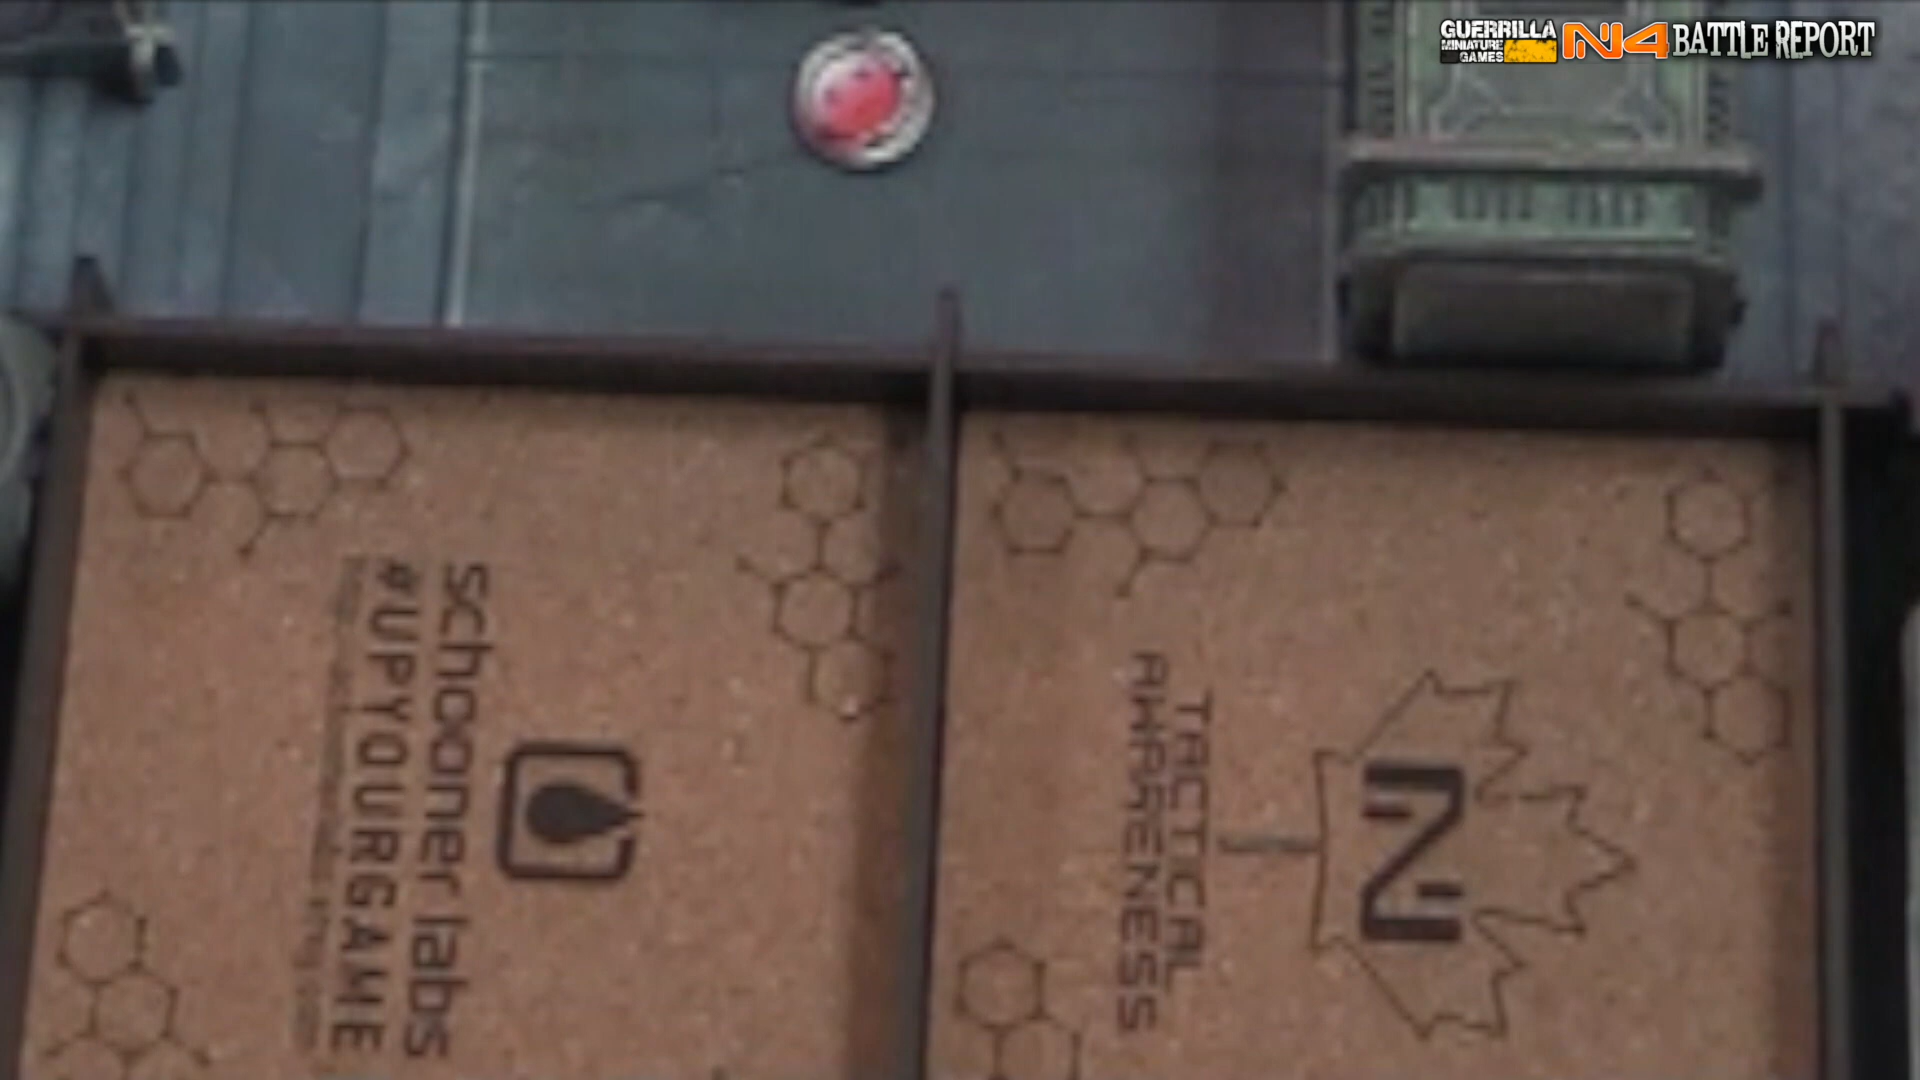 GUERRILLA
MINIATURE
GAMES
N4 BATTLE REPORT
schooner labs
#UPYOURGAME
TACTICAL
AWARENESS